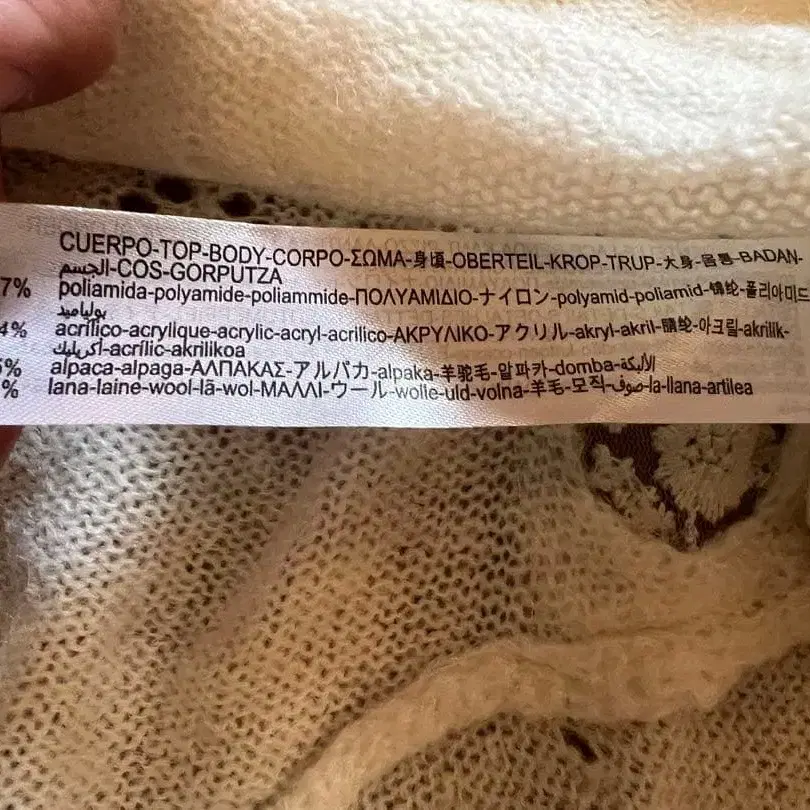 CUERPO-TOP-BODY-CORPO-ΣΩΜΑ-身頃-OBERTEIL-KROP-TRUP-大身-몸통-BADAN-
الجسم-COS-GORPUTZA
7% poliamida-polyamide-poliammide-ΠΟΛΥΑΜΙΔΙΟ-ナイロン-polyamid-poliamid-锦纶-폴리아미드
بولياميد
4% acrílico-acrylique-acrylic-acryl-acrilico-ΑΚΡΥΛΙΚΟ-アクリル-akryl-akril-腈纶-아크릴-akrilik-
اكريليك-acrílic-akrilikoa
5% alpaca-alpaga-ΑΛΠΑΚΑΣ-アルパカ-alpaka-羊驼毛-알파카-domba-الألبكة
% lana-laine-wool-lã-wol-ΜΑΛΛΙ-ウール-wolle-uld-volna-羊毛-모직-صوف-la-llana-artilea